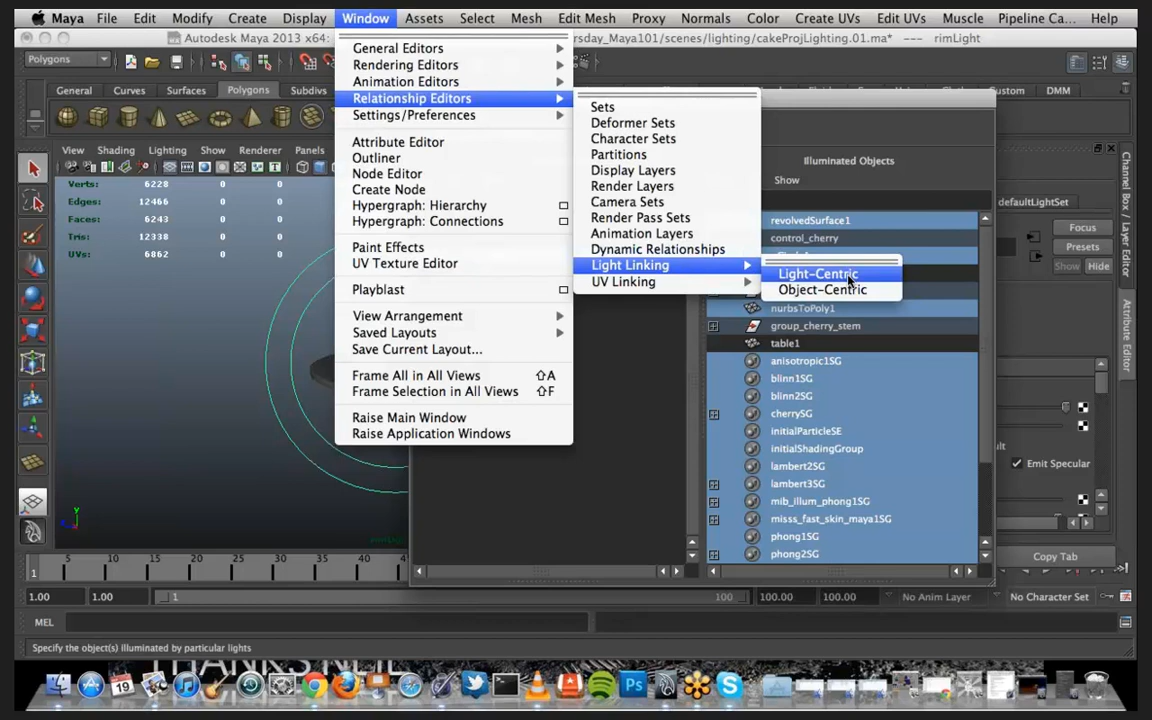 Maya File Edit Modify Create Display Window Assets Select Mesh Edit Mesh Proxy Normals Color Create UVs Edit UVs Muscle Pipeline Ca... Help
Autodesk Maya 2013 x64:
rsday_Maya101/scenes/lighting/cakeProjLighting.01.ma* --- rimLight
Polygons
General Curves Surfaces Polygons Subdivs
Custom DMM
View Shading Lighting Show Renderer Panels
Verts: 6228 0 0
Edges: 12466 0 0
Faces: 6243 0 0
Tris: 12338 0 0
UVs: 6862 0 0
General Editors
Rendering Editors
Animation Editors
Relationship Editors
Settings/Preferences
Attribute Editor
Outliner
Node Editor
Create Node
Hypergraph: Hierarchy
Hypergraph: Connections
Paint Effects
UV Texture Editor
Playblast
View Arrangement
Saved Layouts
Save Current Layout...
Frame All in All Views ⇧A
Frame Selection in All Views ⇧F
Raise Main Window
Raise Application Windows
Sets
Deformer Sets
Character Sets
Partitions
Display Layers
Render Layers
Camera Sets
Render Pass Sets
Animation Layers
Dynamic Relationships
Light Linking
UV Linking
Light-Centric
Object-Centric
Illuminated Objects
Show
revolvedSurface1
control_cherry
nurbsToPoly1
group_cherry_stem
table1
anisotropic1SG
blinn1SG
blinn2SG
cherrySG
initialParticleSE
initialShadingGroup
lambert2SG
lambert3SG
mib_illum_phong1SG
misss_fast_skin_maya1SG
phong1SG
phong2SG
defaultLightSet
Focus
Presets
Show Hide
Emit Specular
Copy Tab
Channel Box / Layer Editor
Attribute Editor
1 5 10 15 20 25 30 35 40
1.00 1.00 1 100 100.00 100.00 No Anim Layer No Character Set
MEL
Specify the object(s) illuminated by particular lights
19
Ps